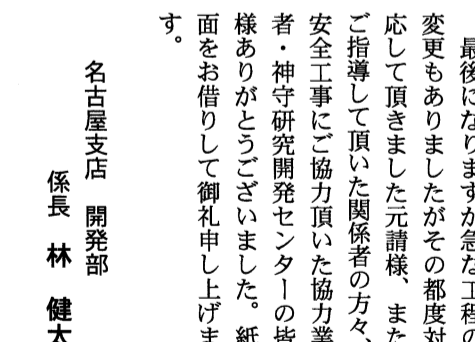 最後になりますが急な工程の
変更もありましたがその都度対
応して頂きました元請様、また
ご指導して頂いた関係者の方々、
安全工事にご協力頂いた協力業
者・神守研究開発センターの皆
様ありがとうございました。紙
面をお借りして御礼申し上げま
す。
名古屋支店 開発部
係長 林 健太